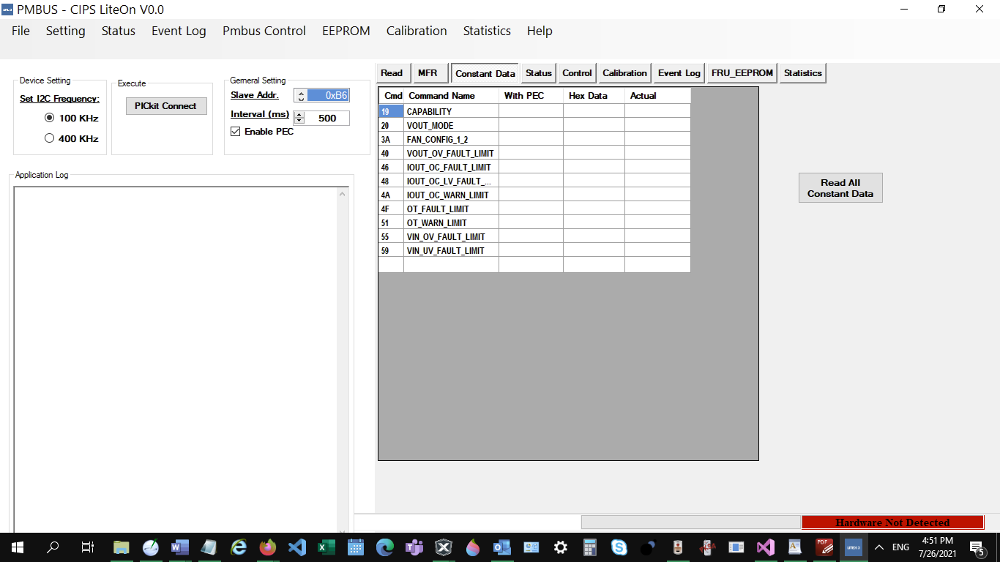 PMBUS - CIPS LiteOn V0.0
File Setting Status Event Log Pmbus Control EEPROM Calibration Statistics Help
Device Setting
Set I2C Frequency:
100 KHz
400 KHz
Execute
PICkit Connect
Gemeral Setting
Slave Addr. 0xB6
Interval (ms) 500
Enable PEC
Application Log
Read MFR Constant Data Status Control Calibration Event Log FRU_EEPROM Statistics
Cmd Command Name With PEC Hex Data Actual
19 CAPABILITY
20 VOUT_MODE
3A FAN_CONFIG_1_2
40 VOUT_OV_FAULT_LIMIT
46 IOUT_OC_FAULT_LIMIT
48 IOUT_OC_LV_FAULT_...
4A IOUT_OC_WARN_LIMIT
4F OT_FAULT_LIMIT
51 OT_WARN_LIMIT
55 VIN_OV_FAULT_LIMIT
59 VIN_UV_FAULT_LIMIT
Read All
Constant Data
Hardware Not Detected
ENG
4:51 PM
7/26/2021
5